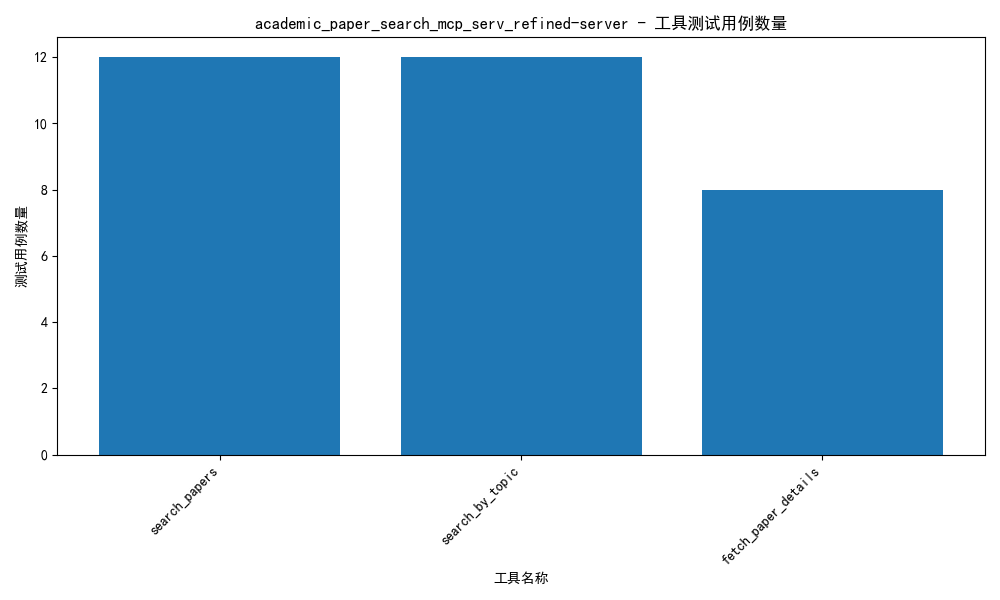 academic_paper_search_mcp_serv_refined-server - 工具测试用例数量
测试用例数量
12
10
8
6
4
2
0
search_papers
search_by_topic
fetch_paper_details
工具名称